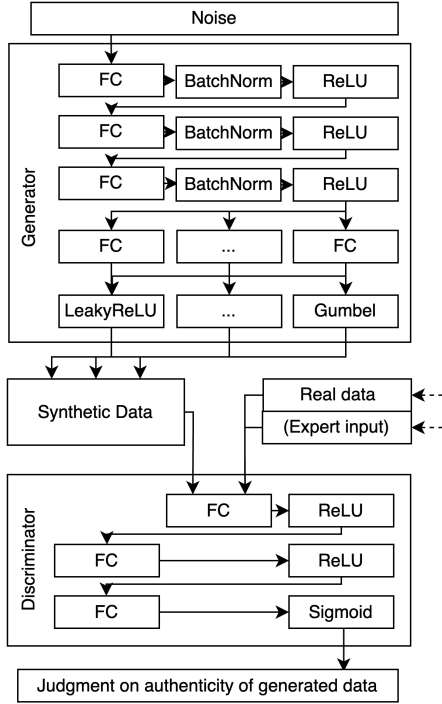 Noise
Generator
FC BatchNorm ReLU
FC BatchNorm ReLU
FC BatchNorm ReLU
FC ... FC
LeakyReLU ... Gumbel
Synthetic Data
Real data
(Expert input)
Discriminator
FC ReLU
FC ReLU
FC Sigmoid
Judgment on authenticity of generated data